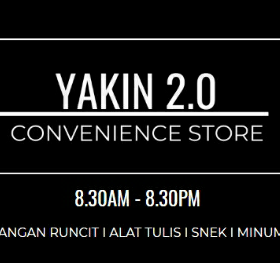 YAKIN 2.0
CONVENIENCE STORE
8.30AM - 8.30PM
ANGAN RUNCIT I ALAT TULIS I SNEK I MINUM